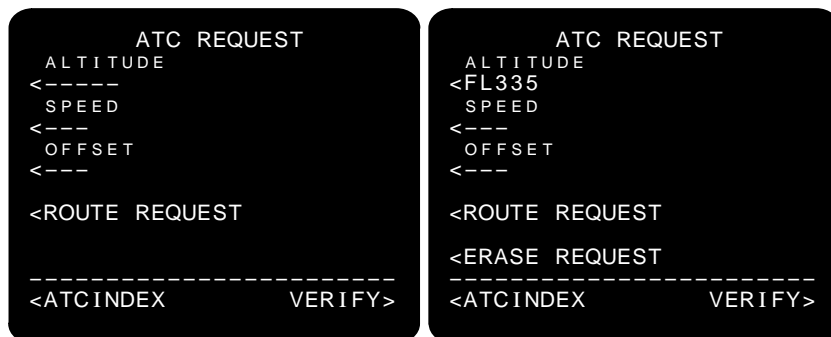 ATC REQUEST
ALTITUDE
<-----
SPEED
<---
OFFSET
<---
<ROUTE REQUEST
------------------------
<ATCINDEX VERIFY>
ATC REQUEST
ALTITUDE
<FL335
SPEED
<---
OFFSET
<---
<ROUTE REQUEST
<ERASE REQUEST
------------------------
<ATCINDEX VERIFY>